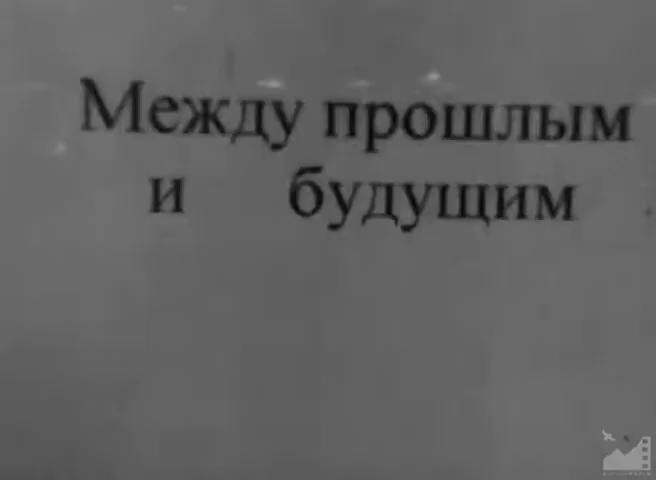 Между прошлым
и будущим